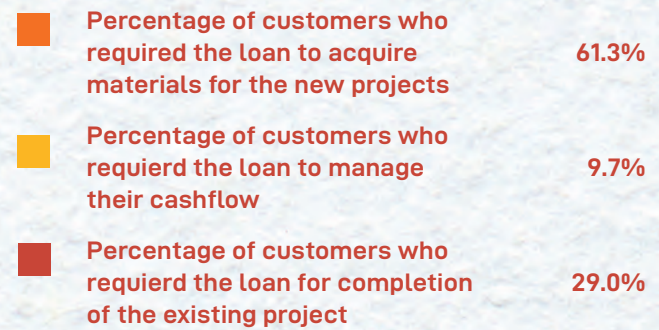 Percentage of customers who
required the loan to acquire 61.3%
materials for the new projects
Percentage of customers who
requierd the loan to manage 9.7%
their cashflow
Percentage of customers who
requierd the loan for completion 29.0%
of the existing project